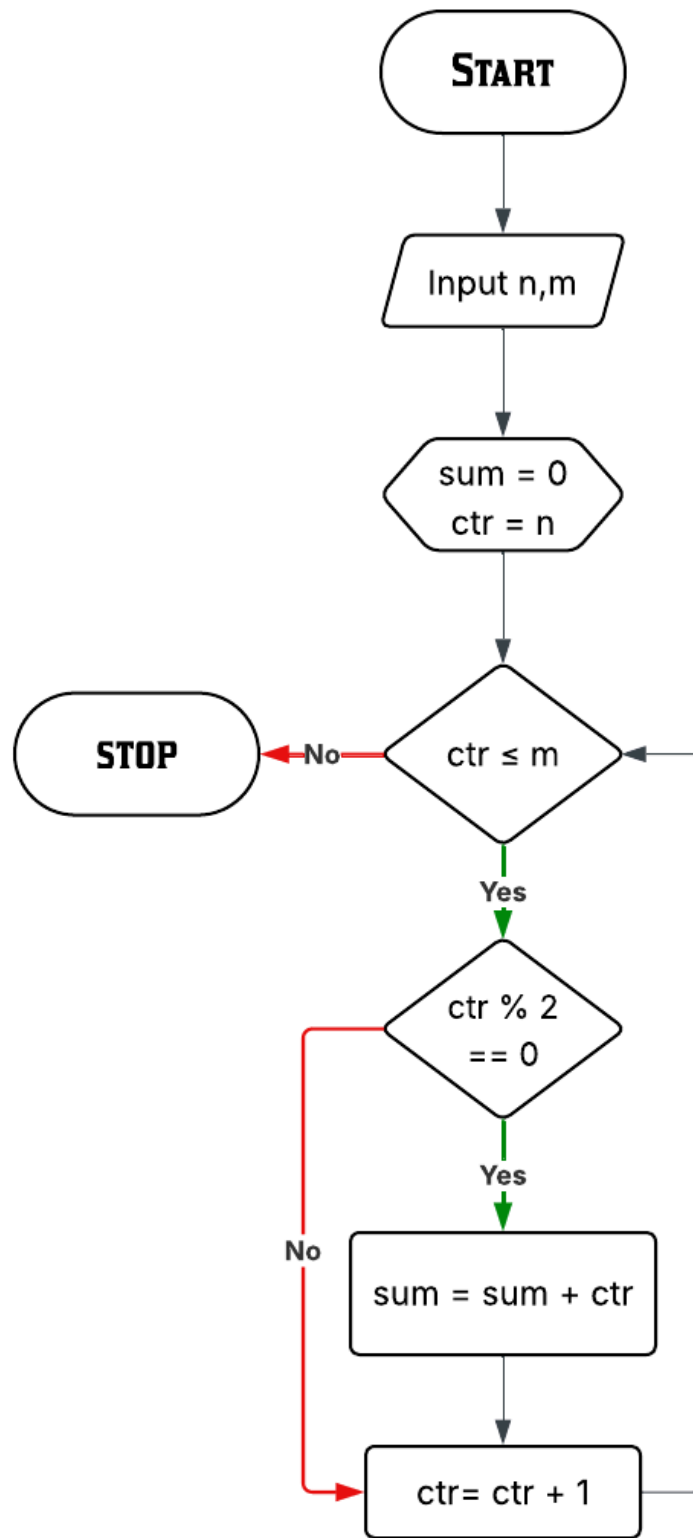 START
Input n,m
sum = 0
ctr = n
ctr ≤ m
No
STOP
Yes
ctr % 2
== 0
Yes
No
sum = sum + ctr
ctr= ctr + 1